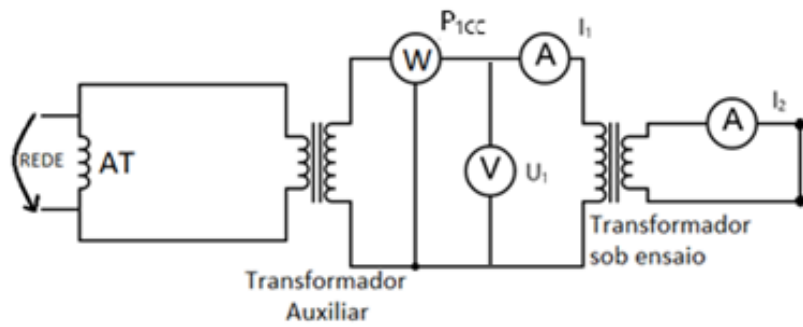 P1CC
I1
W
A
I2
A
REDE
AT
V
U1
Transformador
sob ensaio
Transformador
Auxiliar